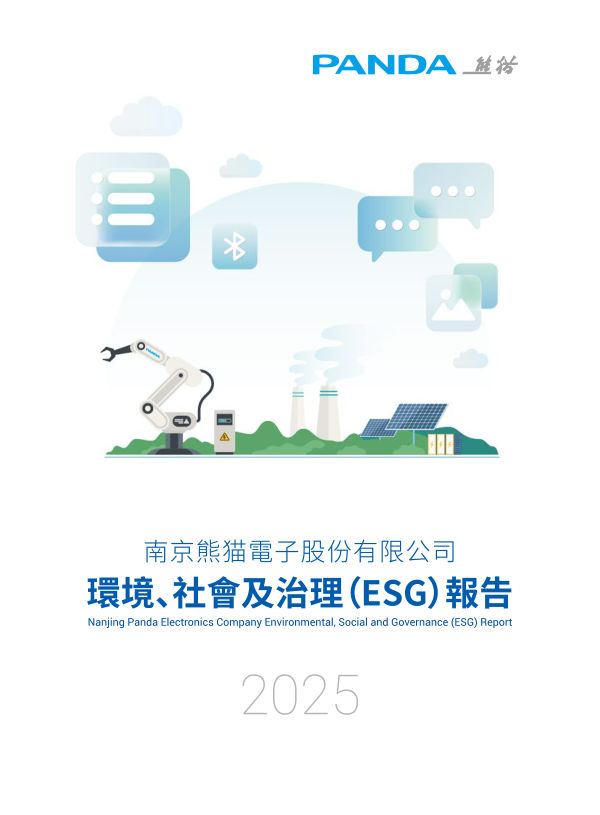 PANDA 熊猫
PANDA
南京熊猫電子股份有限公司
環境、社會及治理（ESG）報告
Nanjing Panda Electronics Company Environmental, Social and Governance (ESG) Report
2025